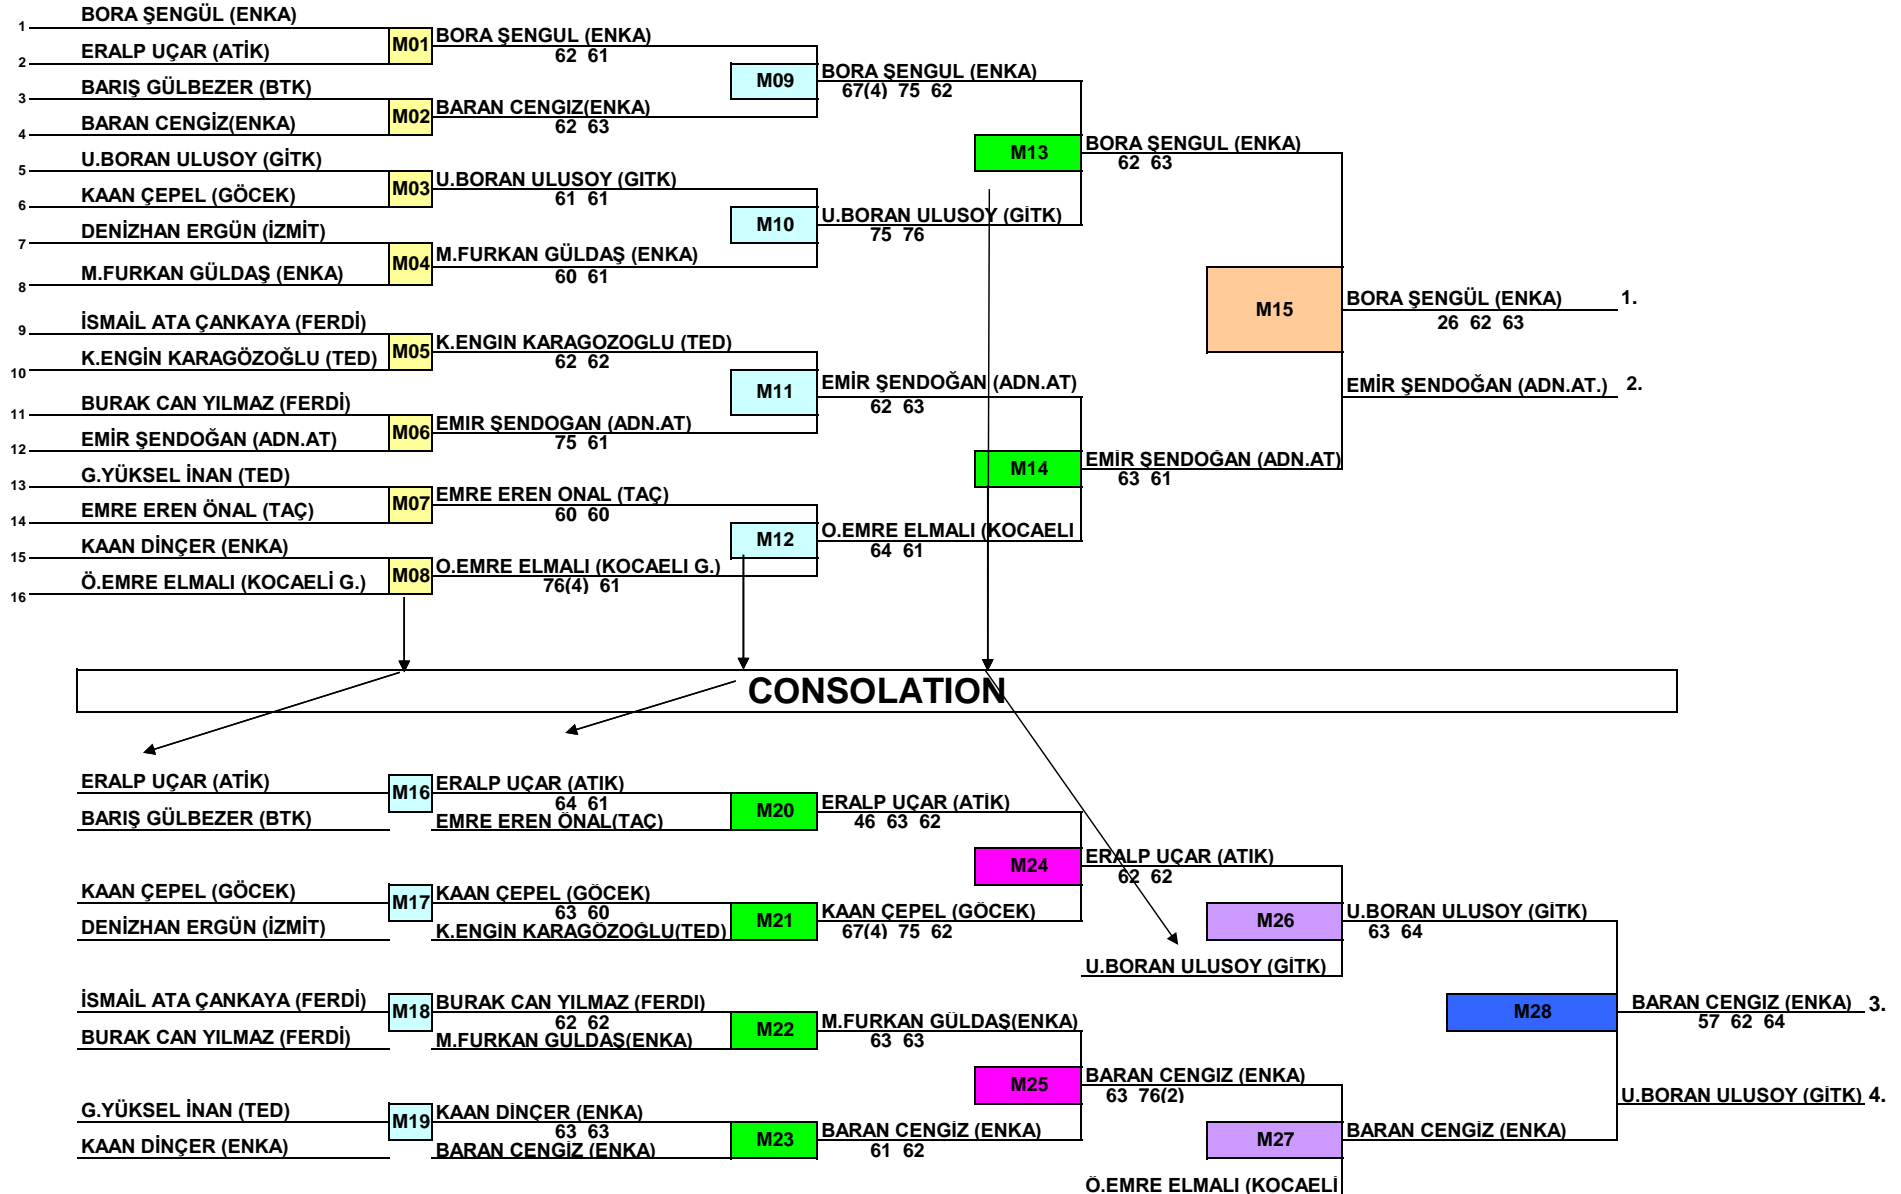 BORA ŞENGÜL (ENKA)
1
M01 BORA ŞENGUL (ENKA)
ERALP UÇAR (ATİK)
62 61
2
M09 BORA ŞENGUL (ENKA)
67(4) 75 62
BARIŞ GÜLBEZER (BTK)
3
M02 BARAN CENGIZ(ENKA)
BARAN CENGİZ(ENKA)
62 63
4
M13 BORA ŞENGUL (ENKA)
62 63
U.BORAN ULUSOY (GİTK)
5
M03 U.BORAN ULUSOY (GITK)
KAAN ÇEPEL (GÖCEK)
61 61
6
M10 U.BORAN ULUSOY (GİTK)
75 76
DENİZHAN ERGÜN (İZMİT)
7
M04 M.FURKAN GÜLDAŞ (ENKA)
M.FURKAN GÜLDAŞ (ENKA)
60 61
8
M15 BORA ŞENGÜL (ENKA) 1.
26 62 63
İSMAİL ATA ÇANKAYA (FERDİ)
9
M05 K.ENGIN KARAGOZOGLU (TED)
K.ENGİN KARAGÖZOĞLU (TED)
62 62
10
M11 EMİR ŞENDOĞAN (ADN.AT)
62 63
EMİR ŞENDOĞAN (ADN.AT.) 2.
BURAK CAN YILMAZ (FERDİ)
11
M06 EMIR ŞENDOGAN (ADN.AT)
EMİR ŞENDOĞAN (ADN.AT)
75 61
12
M14 EMİR ŞENDOĞAN (ADN.AT)
63 61
G.YÜKSEL İNAN (TED)
13
M07 EMRE EREN ONAL (TAÇ)
EMRE EREN ÖNAL (TAÇ)
60 60
14
M12 O.EMRE ELMALI (KOCAELI
64 61
KAAN DİNÇER (ENKA)
15
M08 O.EMRE ELMALI (KOCAELI G.)
Ö.EMRE ELMALI (KOCAELİ G.)
76(4) 61
16
CONSOLATION
ERALP UÇAR (ATİK)
M16 ERALP UÇAR (ATIK)
64 61
BARIŞ GÜLBEZER (BTK)
EMRE EREN ÖNAL(TAÇ)
M20 ERALP UÇAR (ATİK)
46 63 62
M24 ERALP UÇAR (ATIK)
62 62
KAAN ÇEPEL (GÖCEK)
M17 KAAN ÇEPEL (GÖCEK)
63 60
DENİZHAN ERGÜN (İZMİT)
K.ENGİN KARAGÖZOĞLU(TED)
M21 KAAN ÇEPEL (GÖCEK)
67(4) 75 62
M26 U.BORAN ULUSOY (GİTK)
63 64
U.BORAN ULUSOY (GİTK)
İSMAİL ATA ÇANKAYA (FERDİ)
M18 BURAK CAN YILMAZ (FERDI)
62 62
BURAK CAN YILMAZ (FERDİ)
M.FURKAN GÜLDAŞ(ENKA)
M22 M.FURKAN GÜLDAŞ(ENKA)
63 63
M28 BARAN CENGIZ (ENKA) 3.
57 62 64
M25 BARAN CENGIZ (ENKA)
63 76(2)
U.BORAN ULUSOY (GİTK) 4.
G.YÜKSEL İNAN (TED)
M19 KAAN DİNÇER (ENKA)
63 63
KAAN DİNÇER (ENKA)
BARAN CENGİZ (ENKA)
M23 BARAN CENGİZ (ENKA)
61 62
M27 BARAN CENGİZ (ENKA)
Ö.EMRE ELMALI (KOCAELİ